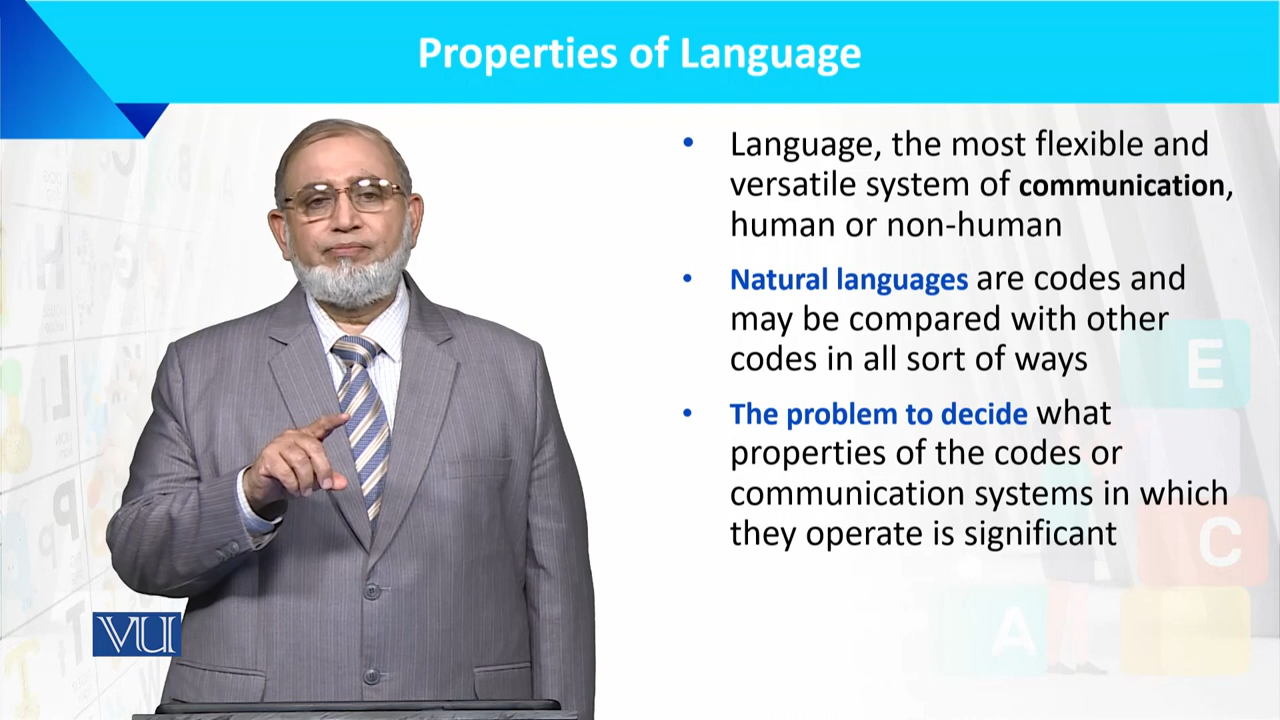 Properties of Language
• Language, the most flexible and
versatile system of communication,
human or non-human
• Natural languages are codes and
may be compared with other
codes in all sort of ways
• The problem to decide what
properties of the codes or
communication systems in which
they operate is significant
VU
E
C
A